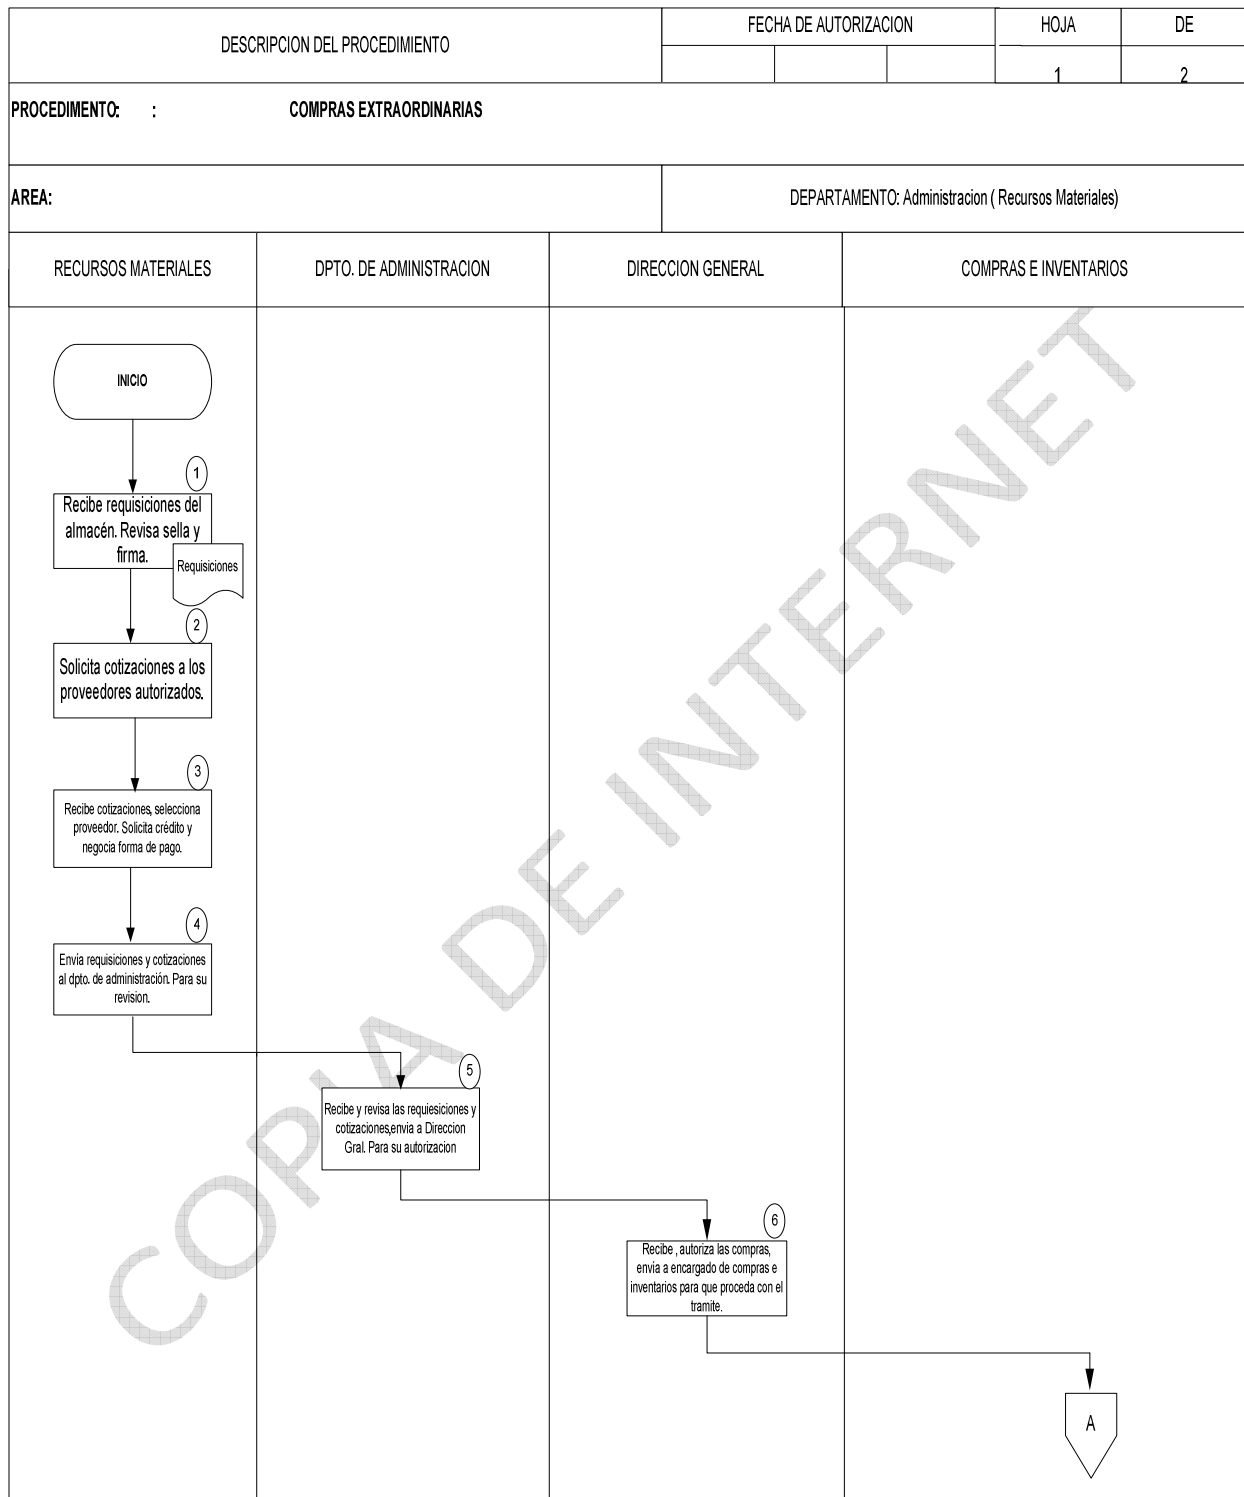 DESCRIPCION DEL PROCEDIMIENTO
FECHA DE AUTORIZACION
HOJA
DE
1
2
PROCEDIMENTO: :
COMPRAS EXTRAORDINARIAS
AREA:
DEPARTAMENTO: Administracion ( Recursos Materiales)
RECURSOS MATERIALES
DPTO. DE ADMINISTRACION
DIRECCION GENERAL
COMPRAS E INVENTARIOS
INICIO
1
Recibe requisiciones del
almacén. Revisa sella y
firma.
Requisiciones
2
Solicita cotizaciones a los
proveedores autorizados.
3
Recibe cotizaciones, selecciona
proveedor. Solicita crédito y
negocia forma de pago.
4
Envía requisiciones y cotizaciones
al dpto. de administración. Para su
revision.
5
Recibe y revisa las requiesiciones y
cotizaciones,envia a Direccion
Gral. Para su autorizacion
6
Recibe , autoriza las compras,
envia a encargado de compras e
inventarios para que proceda con el
tramite.
A
COPIA DE INTERNET